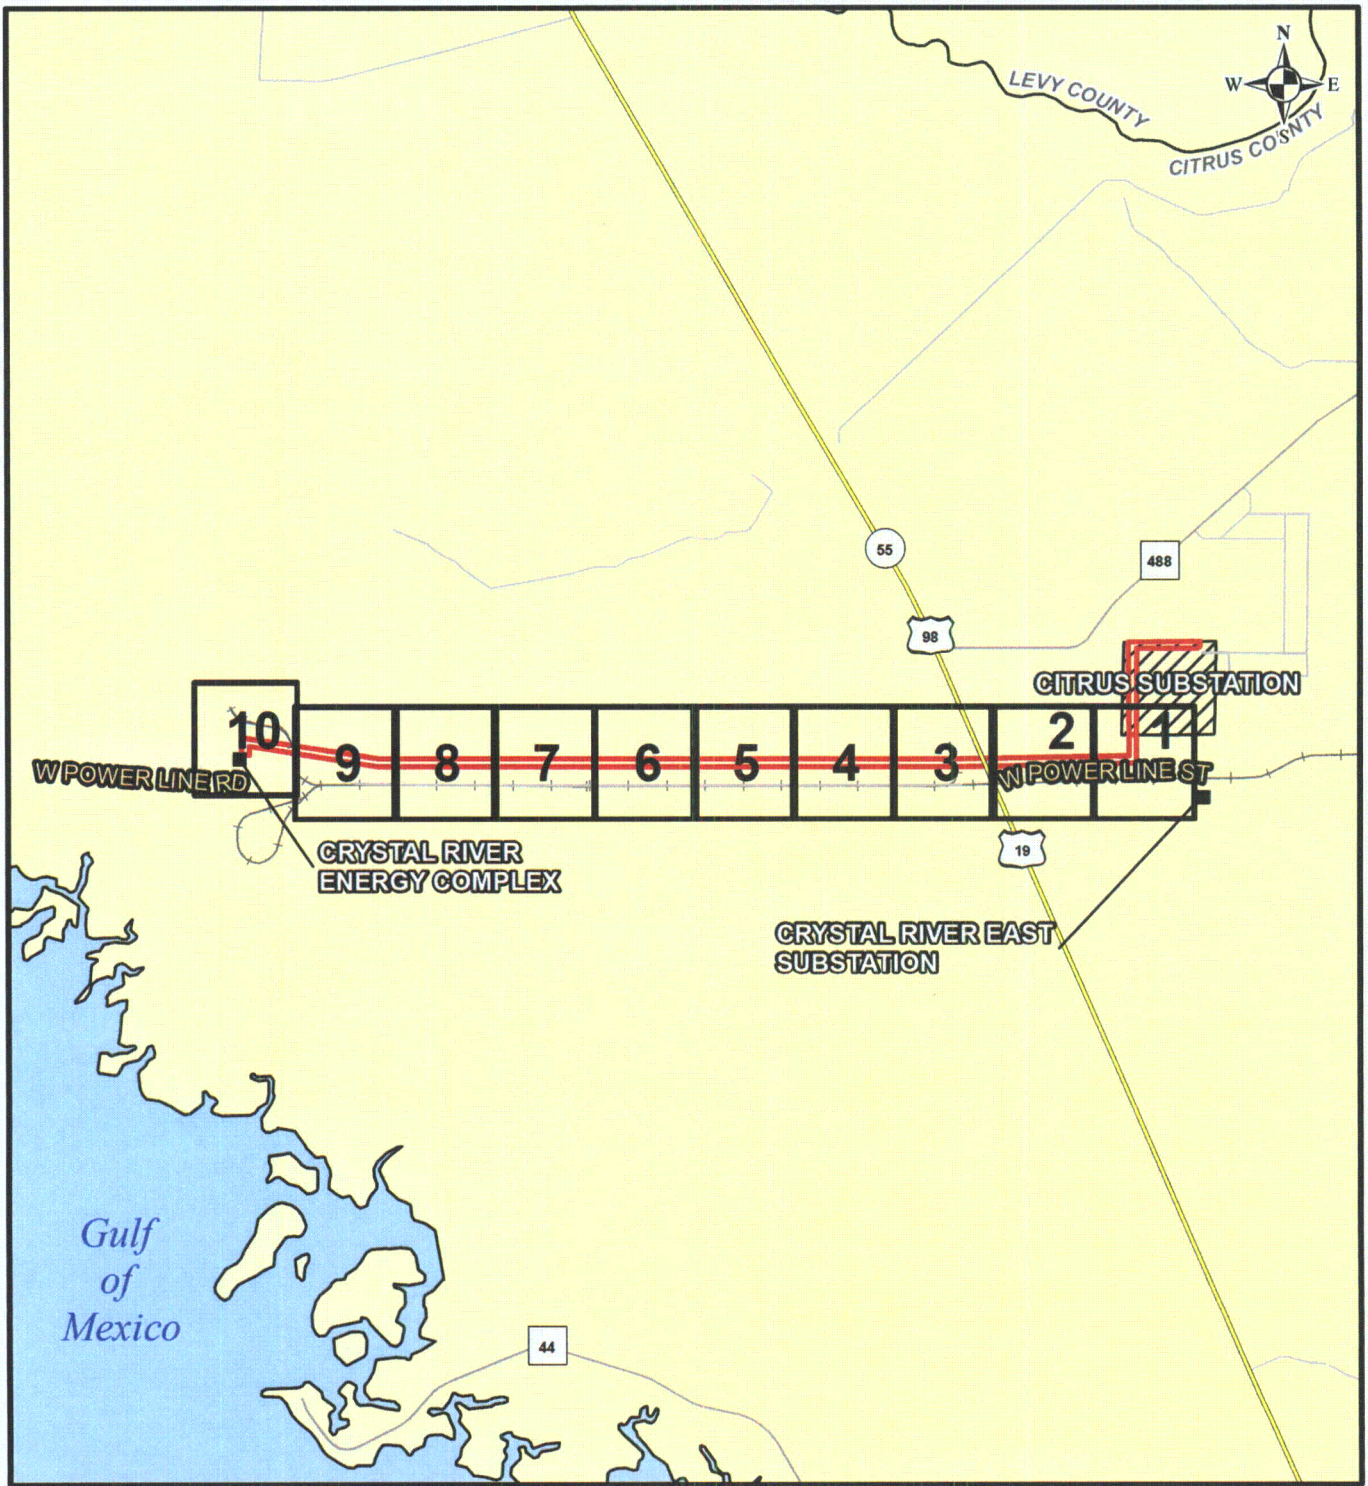 N
W E
S
LEVY COUNTY
CITRUS COUNTY
55
488
98
CITRUS SUBSTATION
10
9
8
7
6
5
4
3
2
1
W POWER LINE RD
W POWER LINE ST
19
CRYSTAL RIVER
ENERGY COMPLEX
CRYSTAL RIVER EAST
SUBSTATION
Gulf
of
Mexico
44